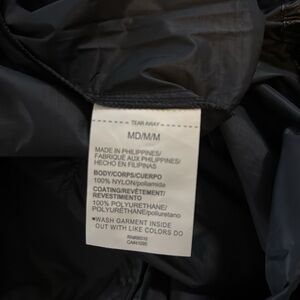 TEAR AWAY
MD/M/M
MADE IN PHILIPPINES/
FABRIQUÉ AUX PHILIPPINES/
HECHO EN FILIPINAS
BODY/CORPS/CUERPO
100% NYLON/poliamida
COATING/REVÊTEMENT/
REVESTIMIENTO
100% POLYURETHANE/
POLYURÉTHANE/poliuretano
•WASH GARMENT INSIDE
OUT WITH LIKE COLORS DO